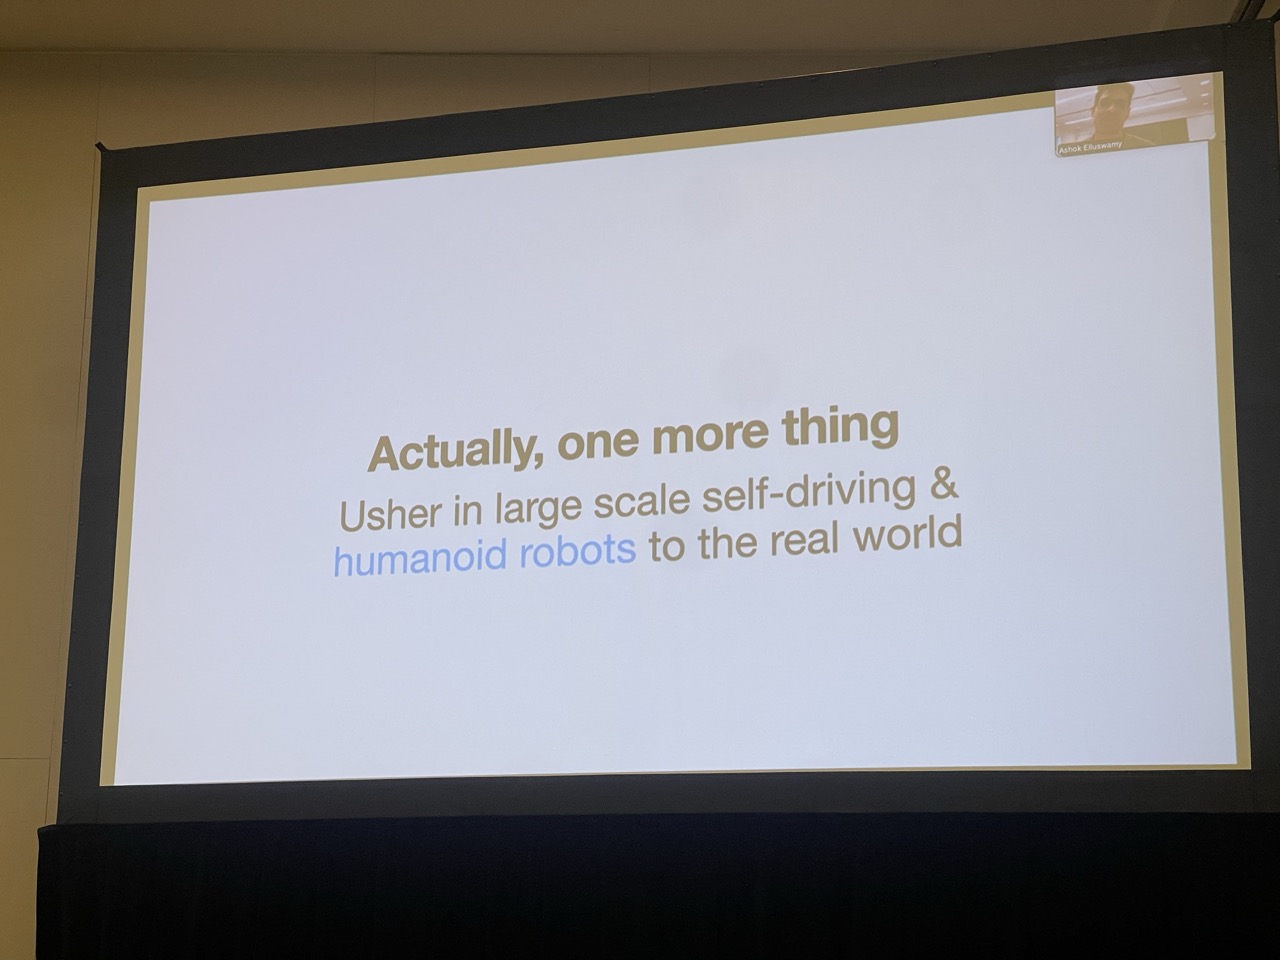 Ashok Elluswamy
Actually, one more thing
Usher in large scale self-driving &
humanoid robots to the real world